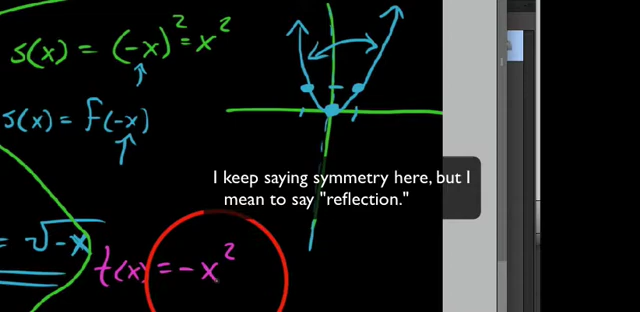 s(x) = (-x)² = x²
s(x) = f(-x)
I keep saying symmetry here, but I
mean to say "reflection."
= √-x
t(x) = -x²